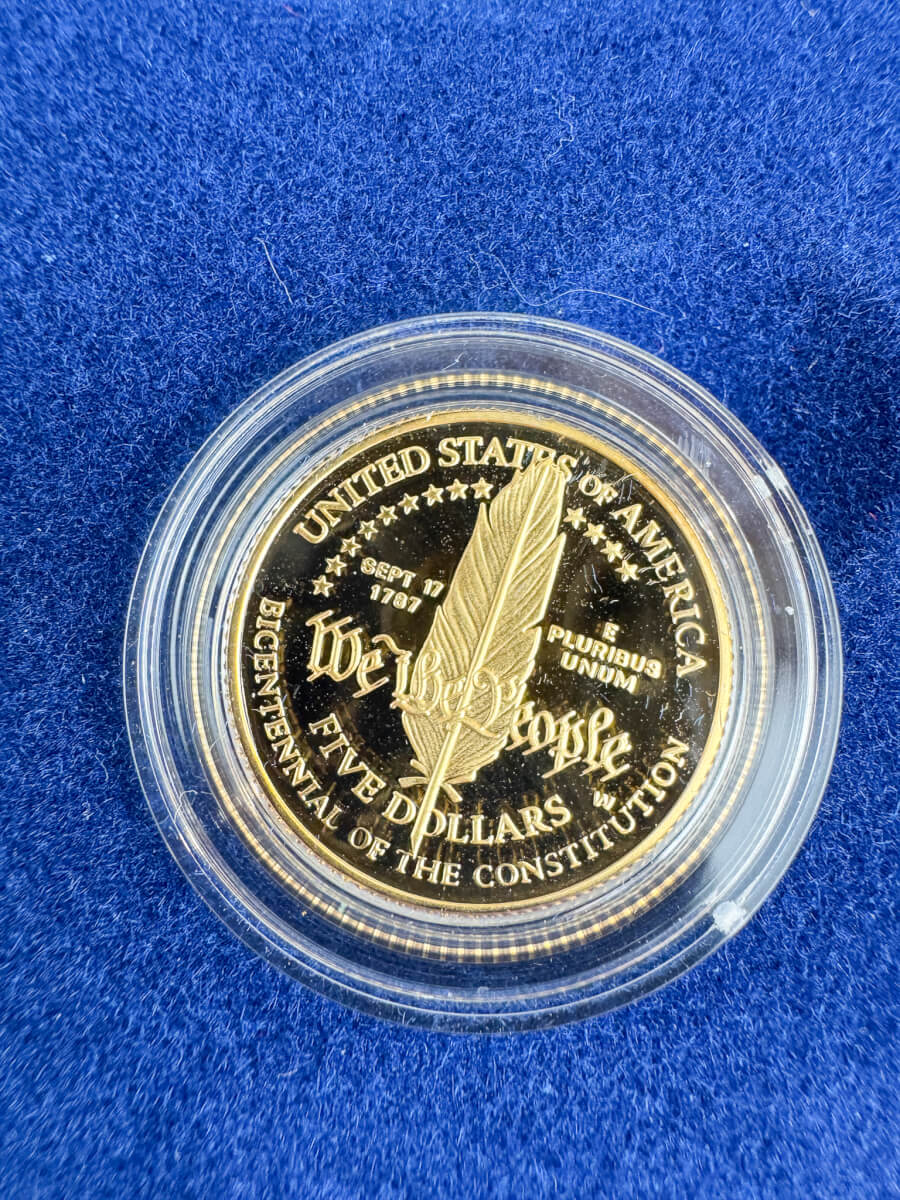 UNITED STATES OF AMERICA
SEPT 17
1787
E
PLURIBUS
UNUM
We the People
FIVE DOLLARS
W
BICENTENNIAL OF THE CONSTITUTION